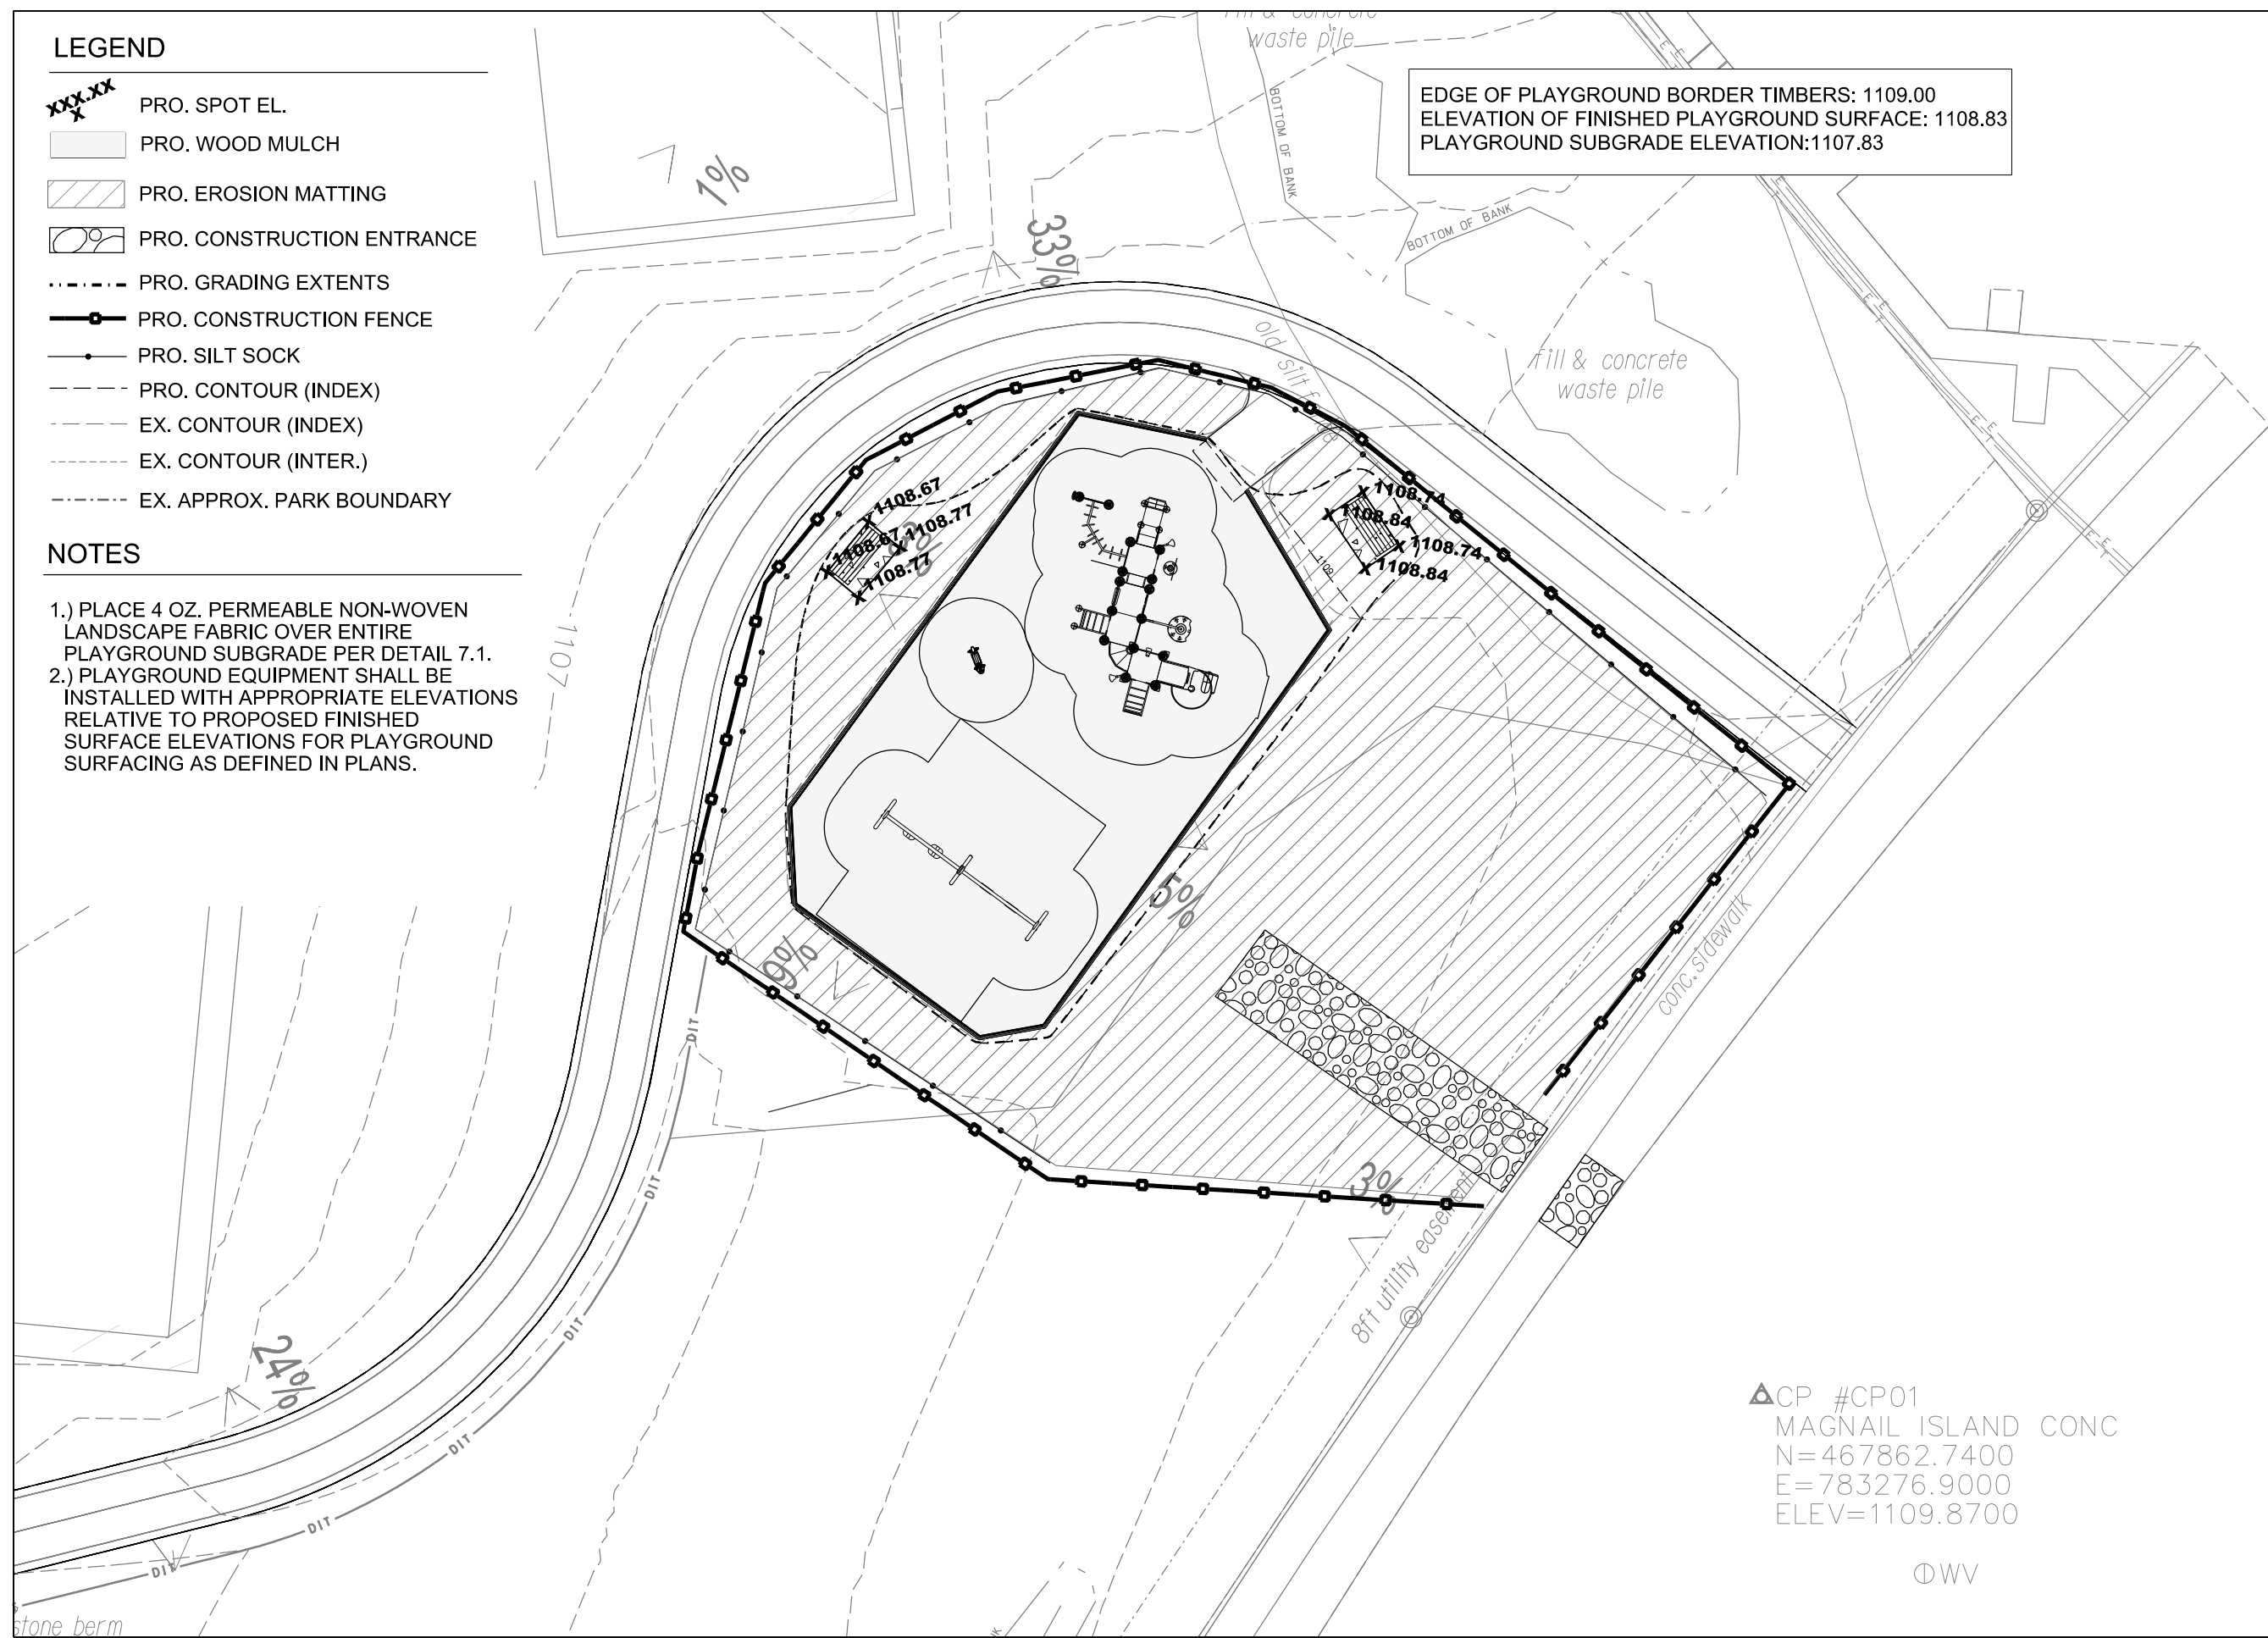 LEGEND
XXX.XX
X
PRO. SPOT EL.
PRO. WOOD MULCH
PRO. EROSION MATTING
PRO. CONSTRUCTION ENTRANCE
PRO. GRADING EXTENTS
PRO. CONSTRUCTION FENCE
PRO. SILT SOCK
PRO. CONTOUR (INDEX)
EX. CONTOUR (INDEX)
EX. CONTOUR (INTER.)
EX. APPROX. PARK BOUNDARY
NOTES
1.) PLACE 4 OZ. PERMEABLE NON-WOVEN
LANDSCAPE FABRIC OVER ENTIRE
PLAYGROUND SUBGRADE PER DETAIL 7.1.
2.) PLAYGROUND EQUIPMENT SHALL BE
INSTALLED WITH APPROPRIATE ELEVATIONS
RELATIVE TO PROPOSED FINISHED
SURFACE ELEVATIONS FOR PLAYGROUND
SURFACING AS DEFINED IN PLANS.
EDGE OF PLAYGROUND BORDER TIMBERS: 1109.00
ELEVATION OF FINISHED PLAYGROUND SURFACE: 1108.83
PLAYGROUND SUBGRADE ELEVATION:1107.83
fill & concrete
waste pile
BOTTOM OF BANK
BOTTOM OF BANK
1%
33%
old silt
fill & concrete
waste pile
E
E
E
E
E
E
E
E
X 1108.67
X 1108.67
X 1108.77
X 1108.77
X 1108.74
X 1108.84
X 1108.74
X 1108.84
1109
1107
5%
9%
3%
24%
conc. sidewalk
8ft utility easement
DIT
DIT
DIT
DIT
DIT
DIT
stone berm
CP #CP01
MAGNAIL ISLAND CONC
N=467862.7400
E=783276.9000
ELEV=1109.8700
WV